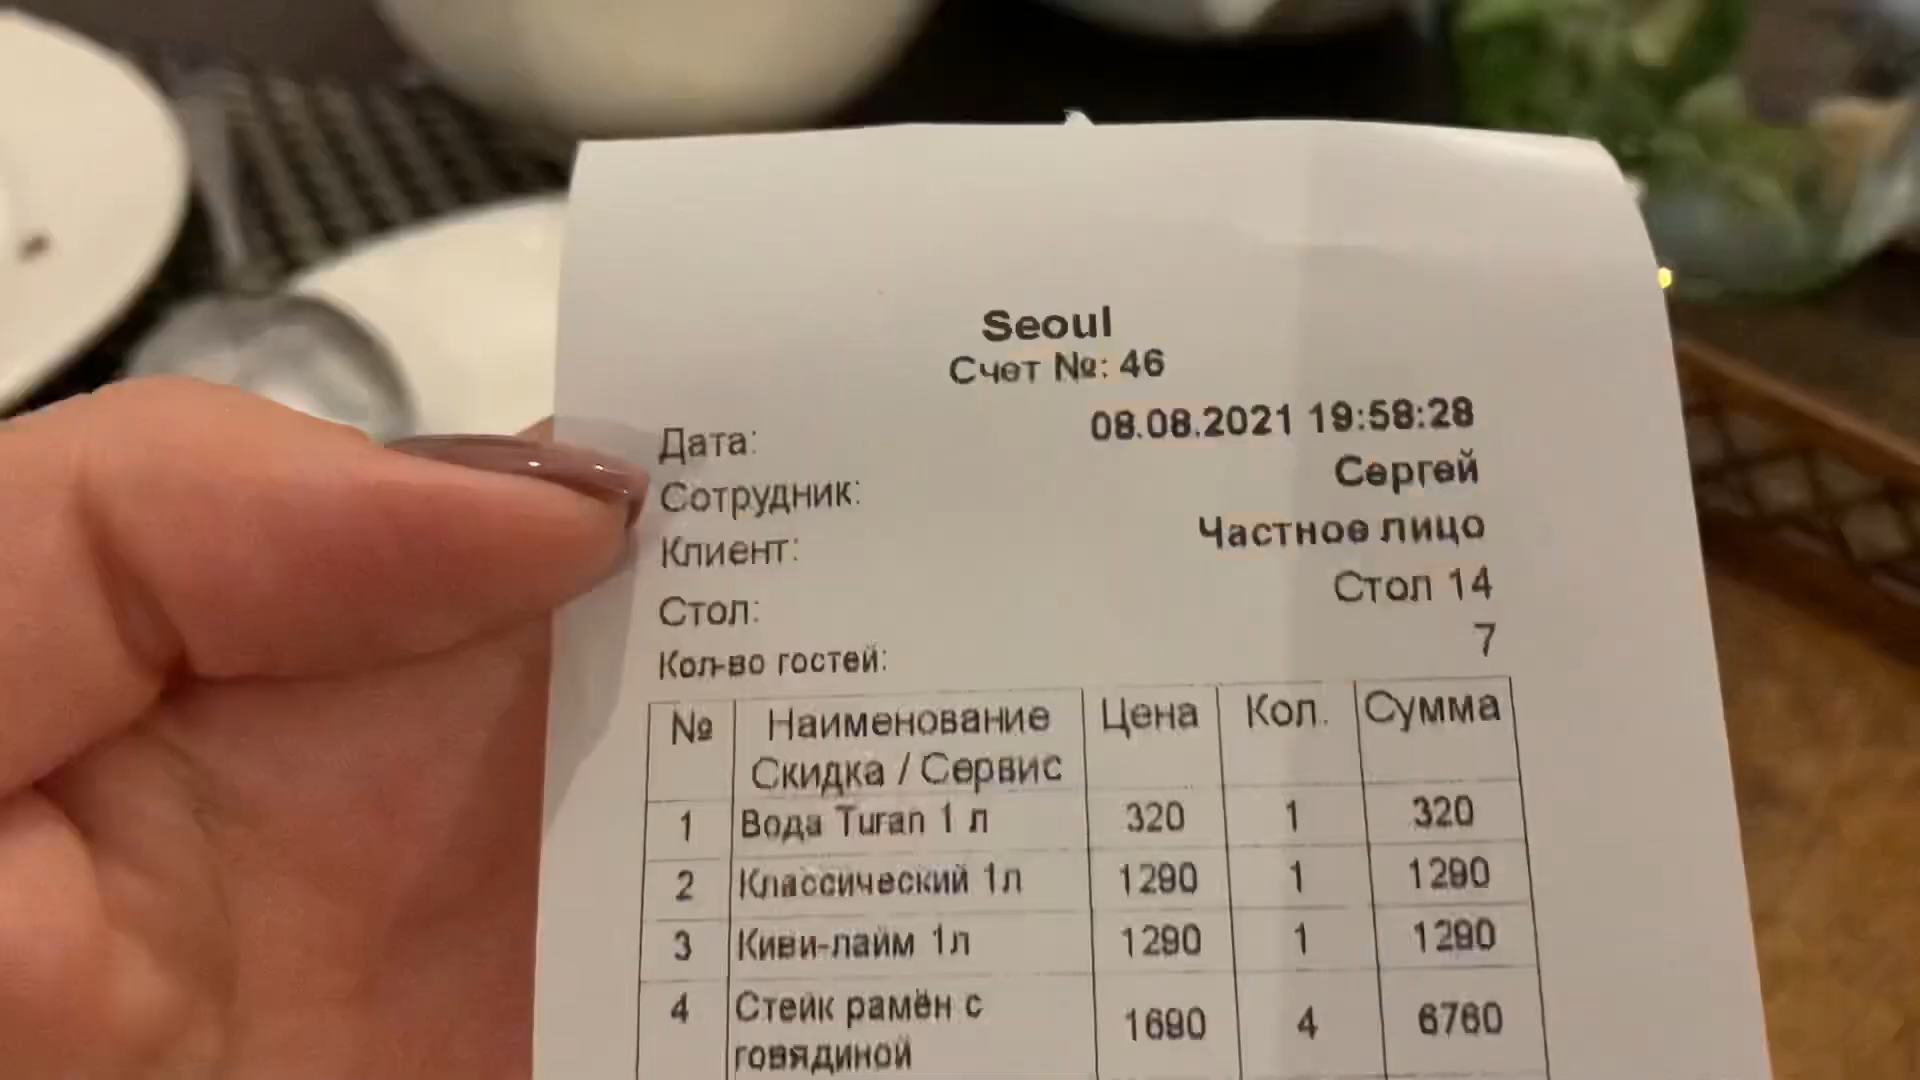 Seoul
Счет №: 46
Дата: 08.08.2021 19:58:28
Сотрудник: Сергей
Клиент: Частное лицо
Стол: Стол 14
Кол-во гостей: 7
№ Наименование Скидка / Сервис Цена Кол. Сумма
1 Вода Turan 1 л 320 1 320
2 Классический 1л 1290 1 1290
3 Киви-лайм 1л 1290 1 1290
4 Стейк рамён с говядиной 1690 4 6760